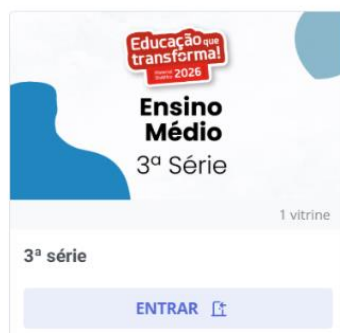 Educação que
transforma!
2026
Ensino
Médio
3ª Série
1 vitrine
3ª série
ENTRAR